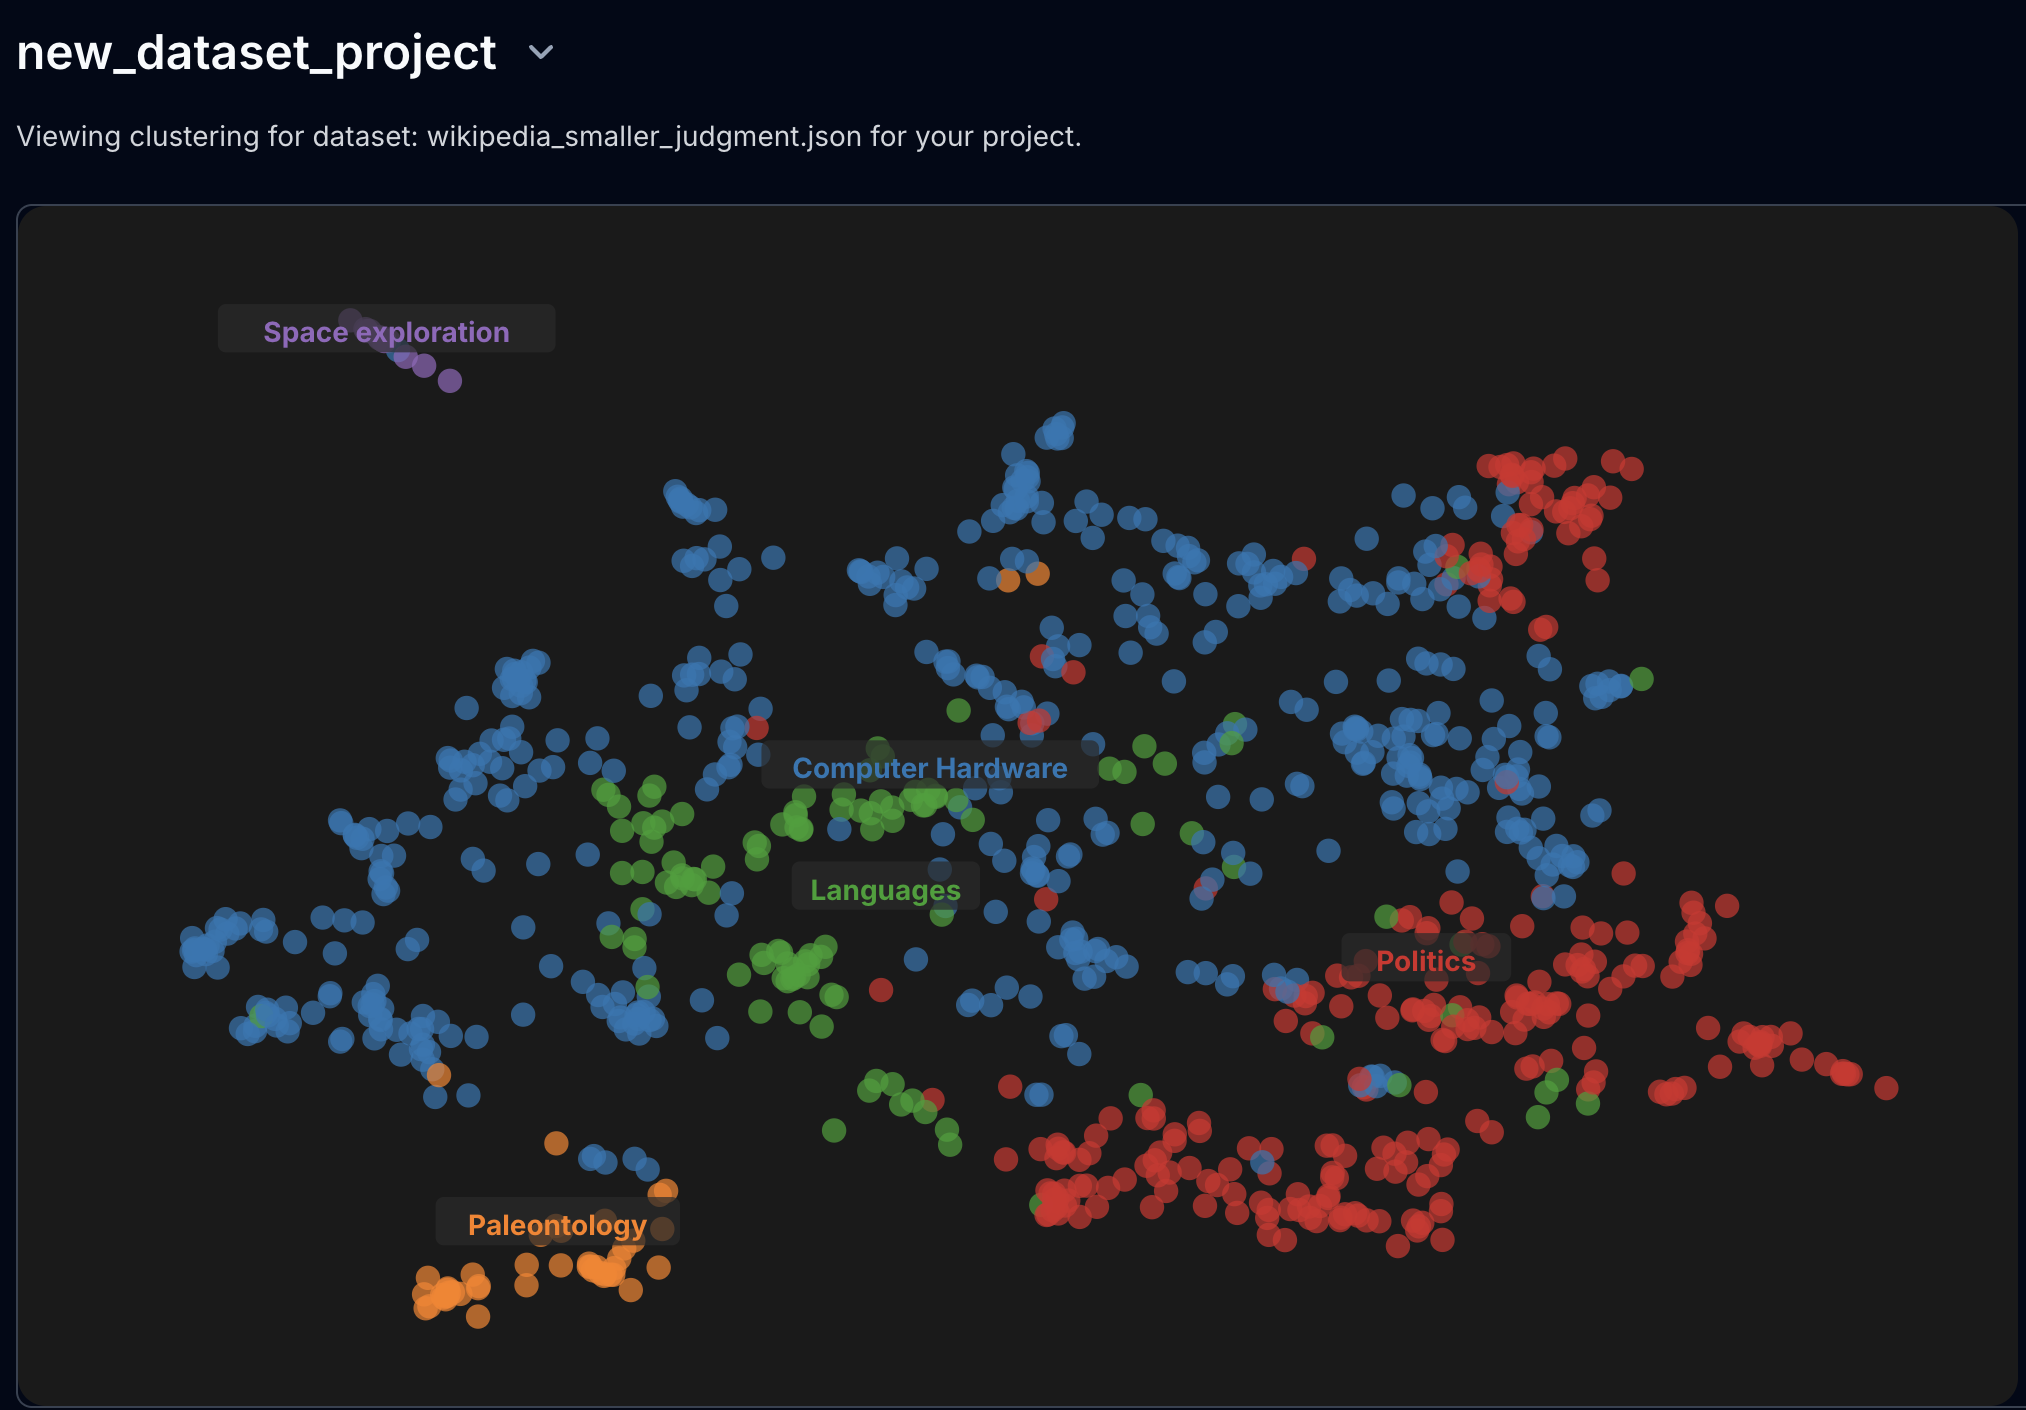 new_dataset_project
Viewing clustering for dataset: wikipedia_smaller_judgment.json for your project.
Space exploration
Computer Hardware
Languages
Politics
Paleontology